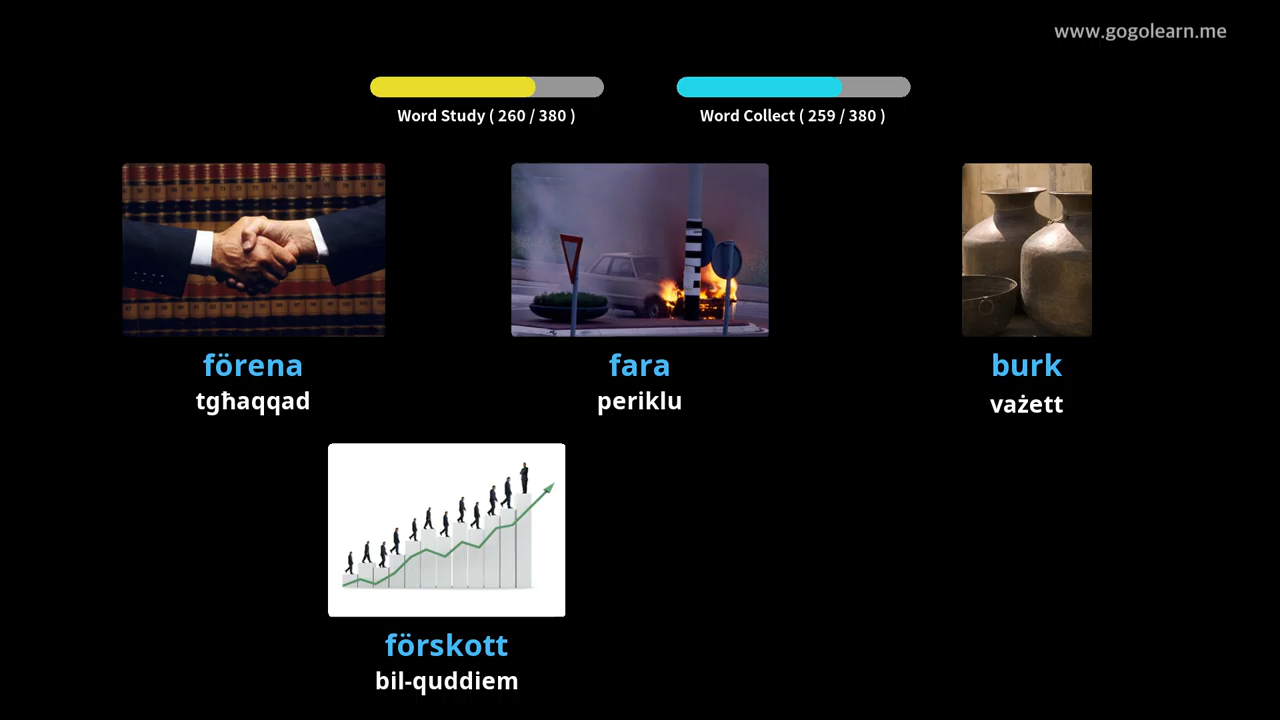 www.gogolearn.me
Word Study ( 260 / 380 )
Word Collect ( 259 / 380 )
förena
tgħaqqad
fara
periklu
burk
vażett
förskott
bil-quddiem